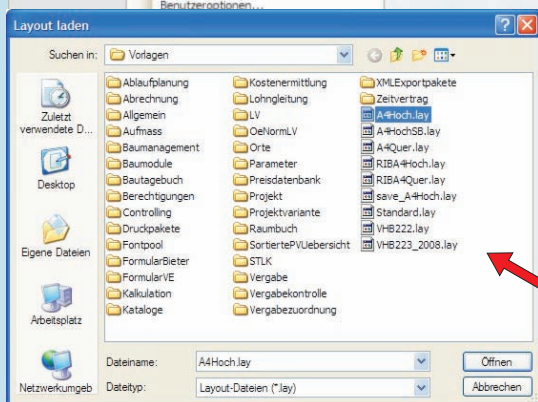 Benutzeroptionen...
Layout laden
Suchen in:
Vorlagen
Zuletzt
verwendete D...
Desktop
Eigene Dateien
Arbeitsplatz
Netzwerkumgeb
Ablaufplanung
Abrechnung
Allgemein
Aufmass
Baumanagement
Baumodule
Bautagebuch
Berechtigungen
Controlling
Druckpakete
Fontpool
FormularBieter
FormularVE
Kalkulation
Kataloge
Kostenermittlung
Lohngleitung
LV
OeNormLV
Orte
Parameter
Preisdatenbank
Projekt
Projektvariante
Raumbuch
SortiertePVUebersicht
STLK
Vergabe
Vergabekontrolle
Vergabezuordnung
XMLExportpakete
Zeitvertrag
A4Hoch.lay
A4HochSB.lay
A4Quer.lay
RIBA4Hoch.lay
RIBA4Quer.lay
save_A4Hoch.lay
Standard.lay
VHB222.lay
VHB223_2008.lay
Dateiname:
A4Hoch.lay
Öffnen
Dateityp:
Layout-Dateien (*.lay)
Abbrechen